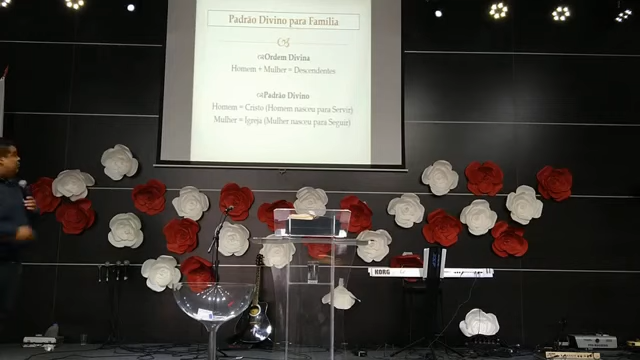 Padrão Divino para Família
Ordem Divina
Homem + Mulher = Descendentes
Padrão Divino
Homem = Cristo (Homem nasceu para Servir)
Mulher = Igreja (Mulher nasceu para Seguir)
KORG